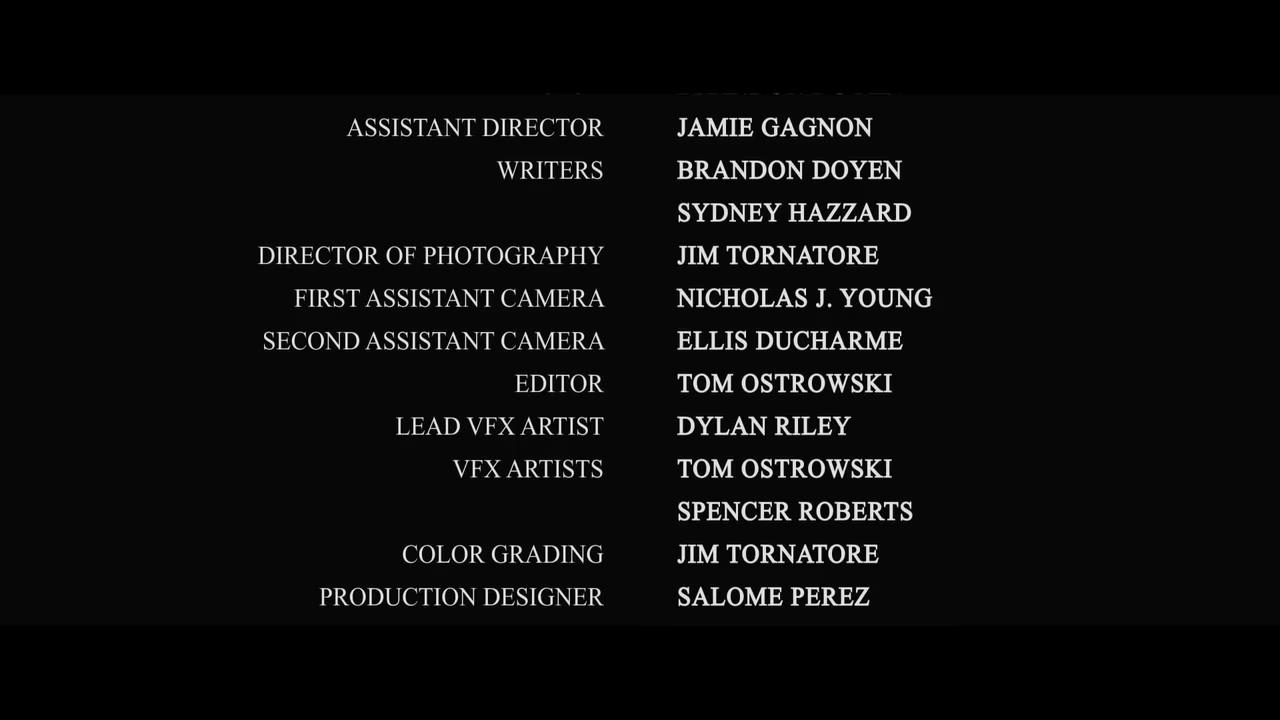 ASSISTANT DIRECTOR JAMIE GAGNON
WRITERS BRANDON DOYEN
SYDNEY HAZZARD
DIRECTOR OF PHOTOGRAPHY JIM TORNATORE
FIRST ASSISTANT CAMERA NICHOLAS J. YOUNG
SECOND ASSISTANT CAMERA ELLIS DUCHARME
EDITOR TOM OSTROWSKI
LEAD VFX ARTIST DYLAN RILEY
VFX ARTISTS TOM OSTROWSKI
SPENCER ROBERTS
COLOR GRADING JIM TORNATORE
PRODUCTION DESIGNER SALOME PEREZ